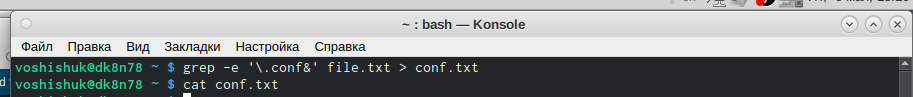 ~ : bash — Konsole
Файл Правка Вид Закладки Настройка Справка
voshishuk@dk8n78 ~ $ grep -e '\.conf&' file.txt > conf.txt
voshishuk@dk8n78 ~ $ cat conf.txt